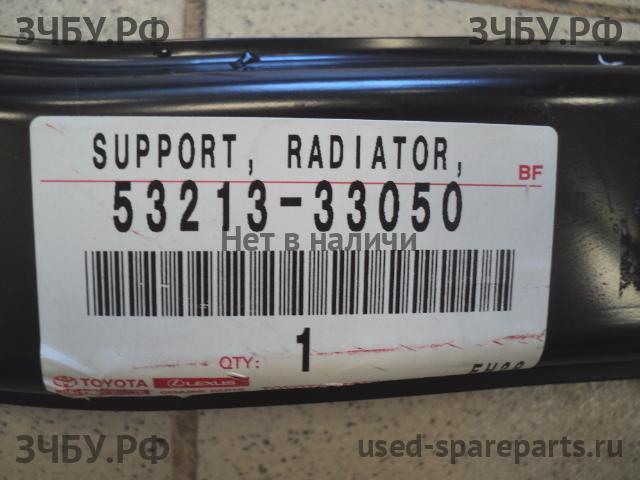 ЗЧБУ.РФ ЗЧБУ.РФ
SUPPORT, RADIATOR,
BF
53213-33050
Нет в наличи
QTY: 1
TOYOTA LEXUS
ЗЧБУ.РФ used-spareparts.ru